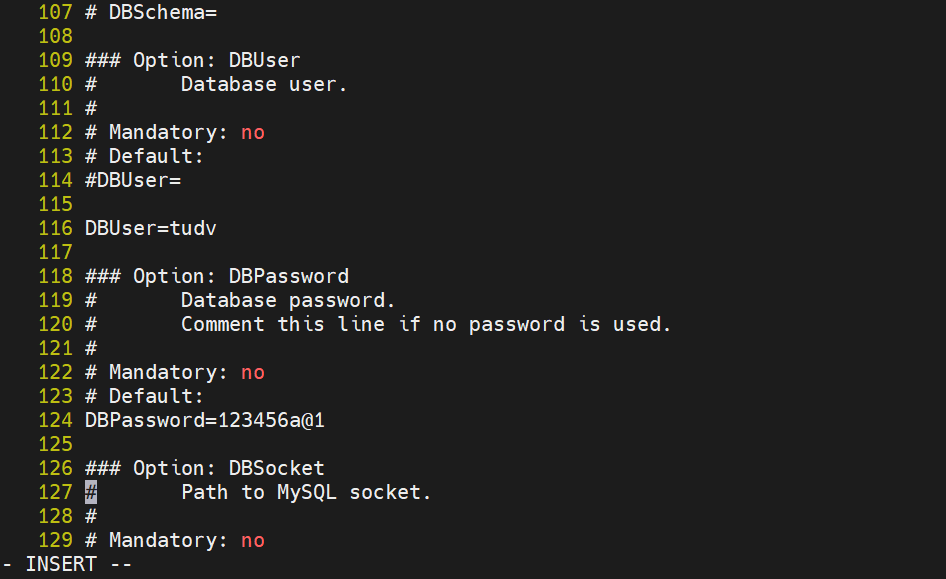 107 # DBSchema=
108
109 ### Option: DBUser
110 #       Database user.
111 #
112 # Mandatory: no
113 # Default:
114 #DBUser=
115
116 DBUser=tudv
117
118 ### Option: DBPassword
119 #       Database password.
120 #       Comment this line if no password is used.
121 #
122 # Mandatory: no
123 # Default:
124 DBPassword=123456a@1
125
126 ### Option: DBSocket
127 #       Path to MySQL socket.
128 #
129 # Mandatory: no
- INSERT --